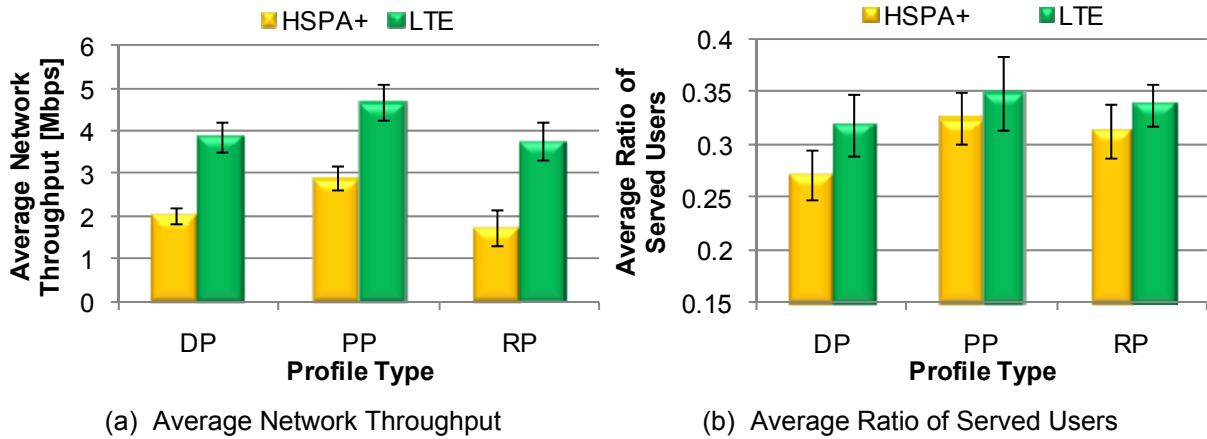 HSPA+ LTE
Average Network
Throughput [Mbps]
6
5
4
3
2
1
0
DP PP RP
Profile Type
(a) Average Network Throughput
HSPA+ LTE
Average Ratio of
Served Users
0.4
0.35
0.3
0.25
0.2
0.15
DP PP RP
Profile Type
(b) Average Ratio of Served Users